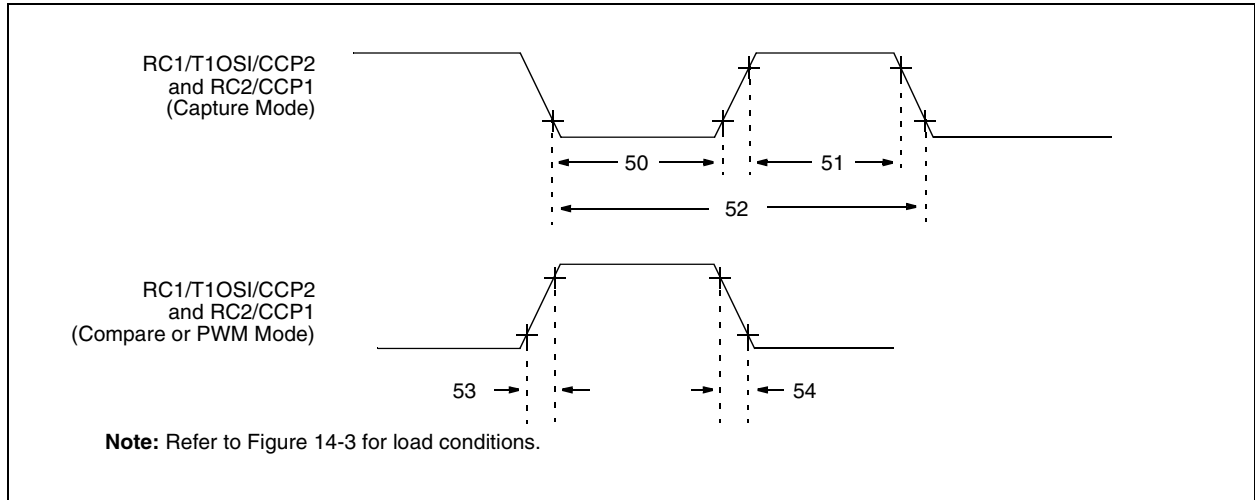 RC1/T1OSI/CCP2
and RC2/CCP1
(Capture Mode)
50
51
52
RC1/T1OSI/CCP2
and RC2/CCP1
(Compare or PWM Mode)
53
54
Note: Refer to Figure 14-3 for load conditions.